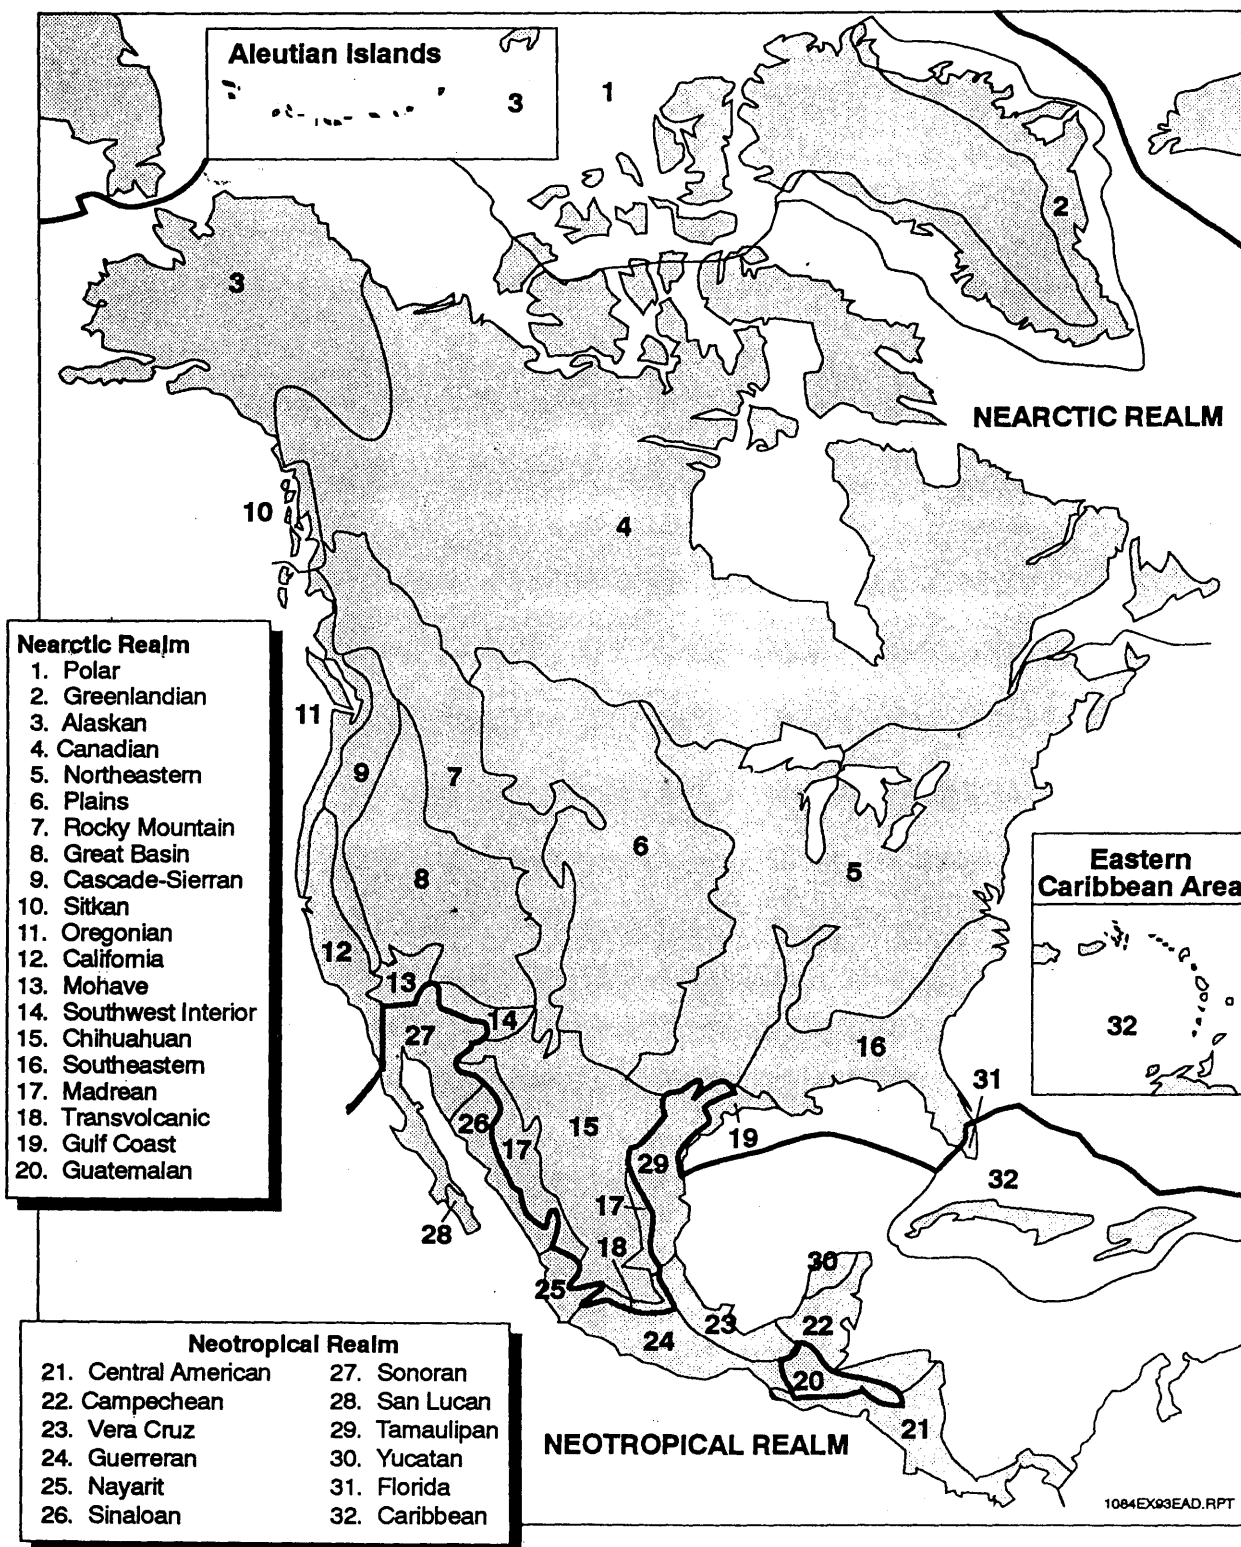 Aleutian Islands
3
1
2
3
NEARCTIC REALM
10
4
Nearctic Realm
1. Polar
2. Greenlandian
3. Alaskan
4. Canadian
5. Northeastern
6. Plains
7. Rocky Mountain
8. Great Basin
9. Cascade-Sierran
10. Sitkan
11. Oregonian
12. California
13. Mohave
14. Southwest Interior
15. Chihuahuan
16. Southeastern
17. Madrean
18. Transvolcanic
19. Gulf Coast
20. Guatemalan
11
9
7
6
5
8
Eastern
Caribbean Area
32
12
13
14
27
16
31
26
17
15
29
19
32
28
17
18
25
30
24
23
22
20
21
Neotropical Realm
21. Central American
22. Campechean
23. Vera Cruz
24. Guerreran
25. Nayarit
26. Sinaloan
27. Sonoran
28. San Lucan
29. Tamaulipan
30. Yucatan
31. Florida
32. Caribbean
NEOTROPICAL REALM
1084EX93EAD.RPT